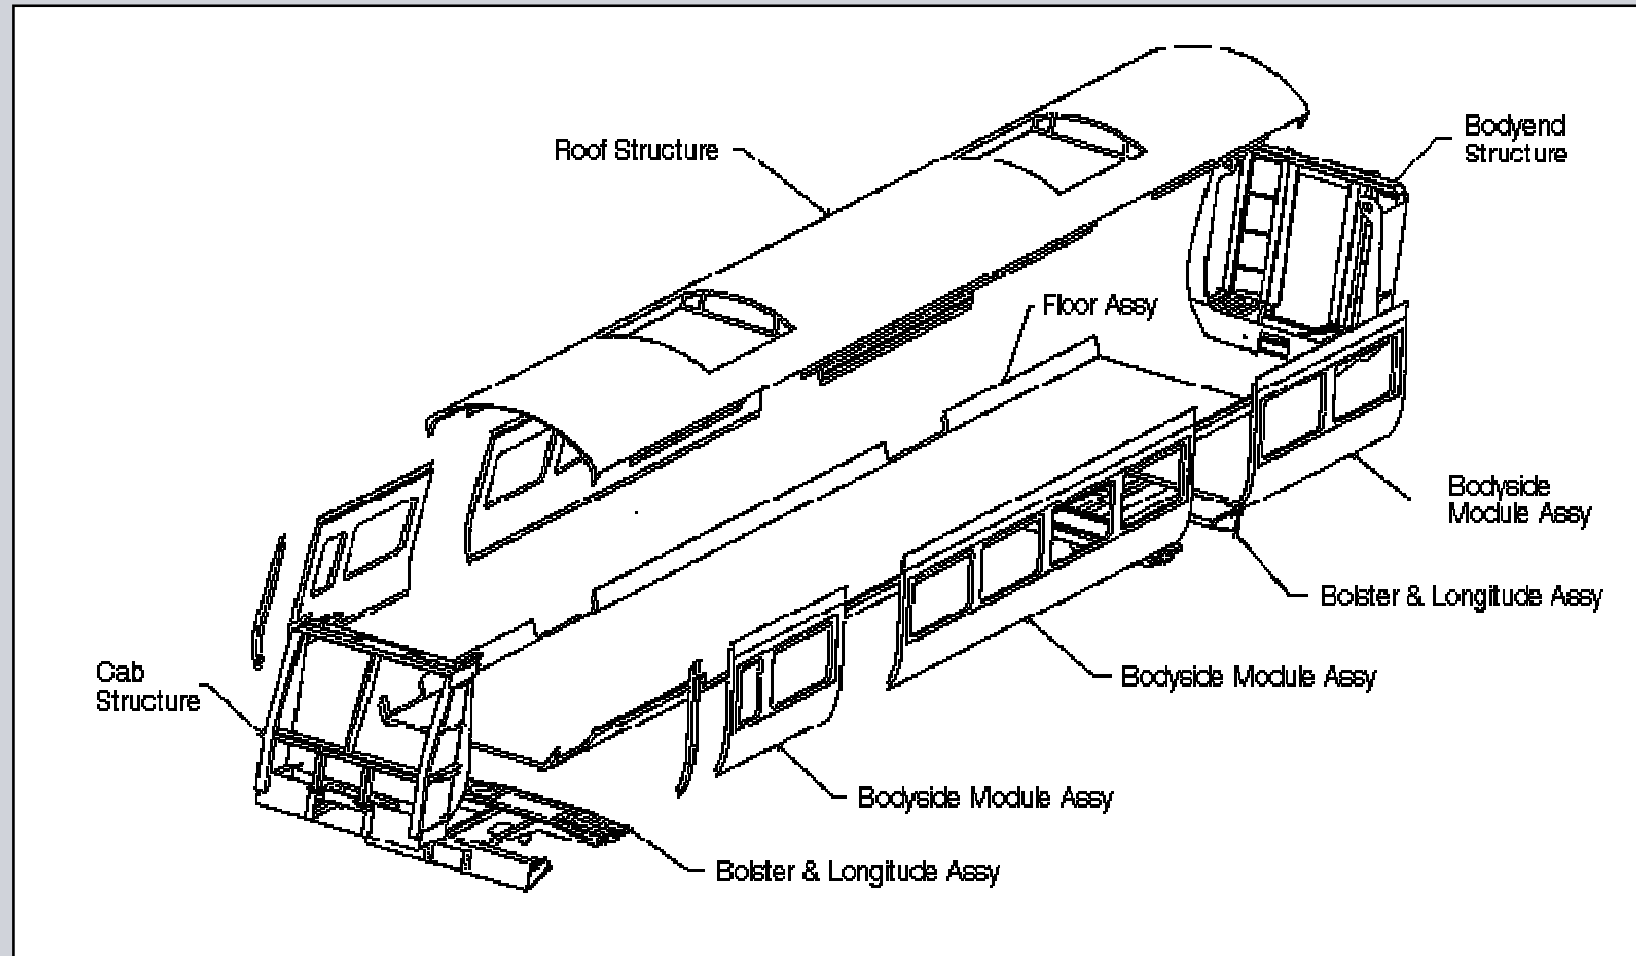 Roof Structure
Bodyend
Structure
Floor Assy
Bodyside
Module Assy
Bolster & Longitude Assy
Bodyside Module Assy
Cab
Structure
Bodyside Module Assy
Bolster & Longitude Assy